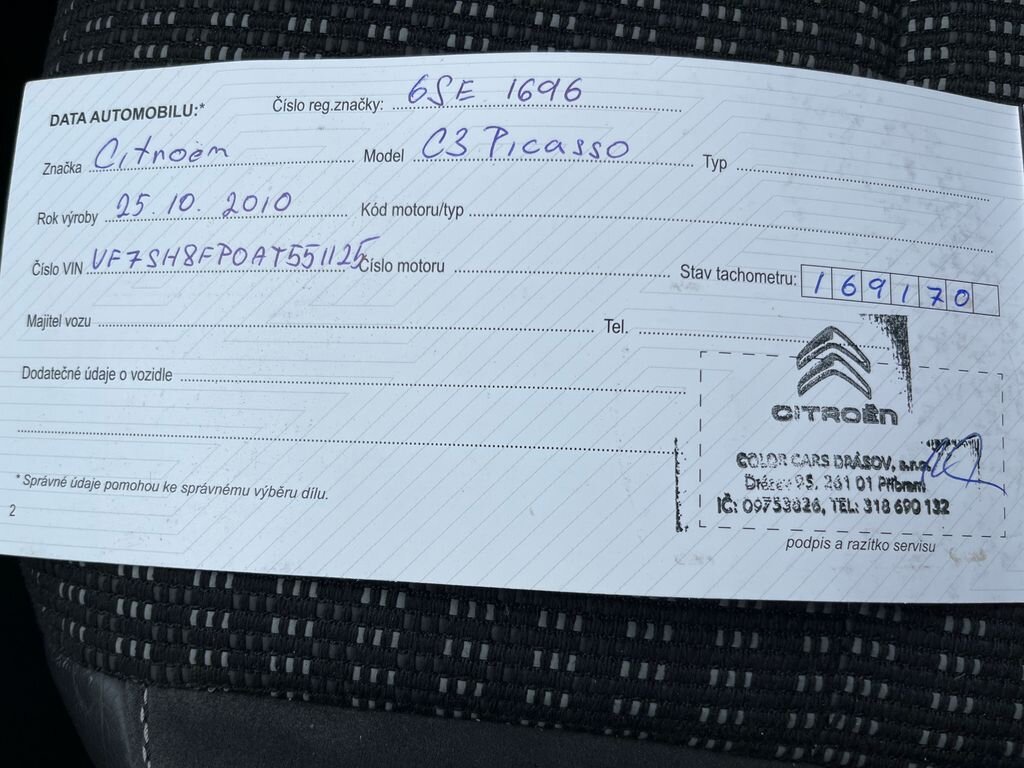 DATA AUTOMOBILU:* Číslo reg.značky: 6SE 1696
Značka Citroën Model C3 Picasso Typ
Rok výroby 25. 10. 2010 Kód motoru/typ
Číslo VIN VF7SH8FP0AT551125 Číslo motoru Stav tachometru: 169170
Majitel vozu Tel.
Dodatečné údaje o vozidle
CITROËN
COLOR CARS DRÁSOV, s.r.o.
95, 261 01 Příbram
IČ: 09753826, TEL: 318 690 132
* Správné údaje pomohou ke správnému výběru dílu.
2
podpis a razítko servisu